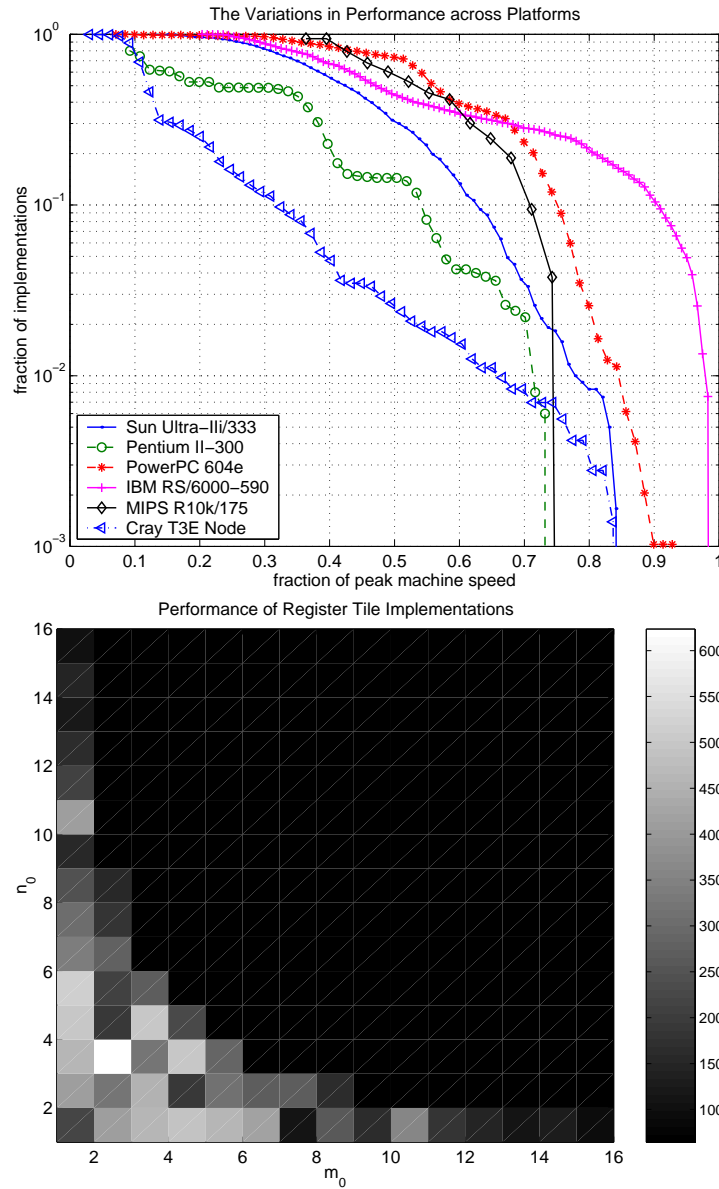 The Variations in Performance across Platforms
10^0
10^−1
10^−2
10^−3
fraction of implementations
Sun Ultra−IIi/333
Pentium II−300
PowerPC 604e
IBM RS/6000−590
MIPS R10k/175
Cray T3E Node
0 0.1 0.2 0.3 0.4 0.5 0.6 0.7 0.8 0.9 1
fraction of peak machine speed
Performance of Register Tile Implementations
16
14
12
10
8
6
4
2
n_0
2 4 6 8 10 12 14 16
m_0
600
550
500
450
400
350
300
250
200
150
100